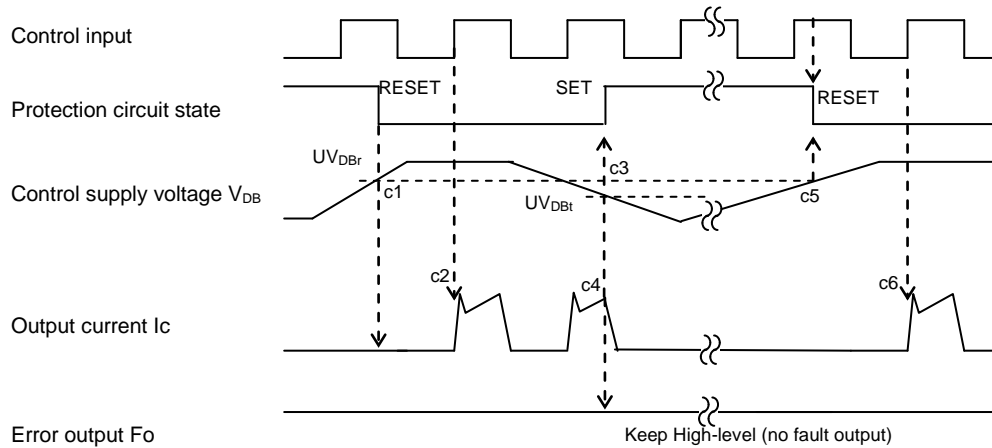 Control input
RESET
SET
RESET
Protection circuit state
UVDBr
c1
c3
c5
Control supply voltage VDB
UVDBt
c2
c4
c6
Output current Ic
Error output Fo
Keep High-level (no fault output)